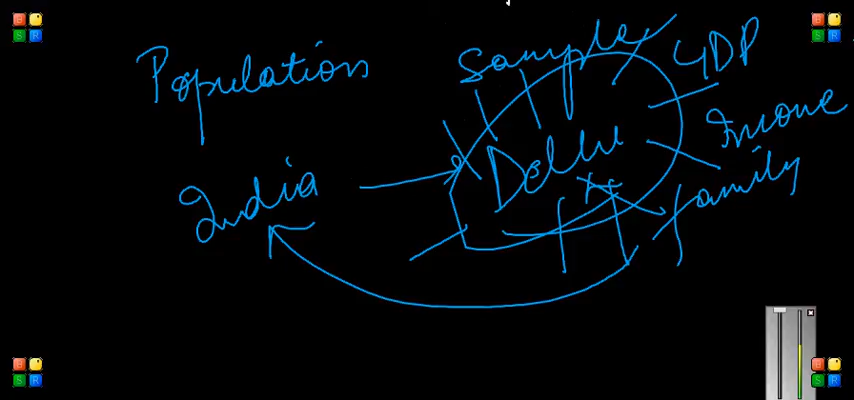 Population
Sample
GDP
Income
India
Delhi
family
B
S R
B
S R
B
S R
B
S R